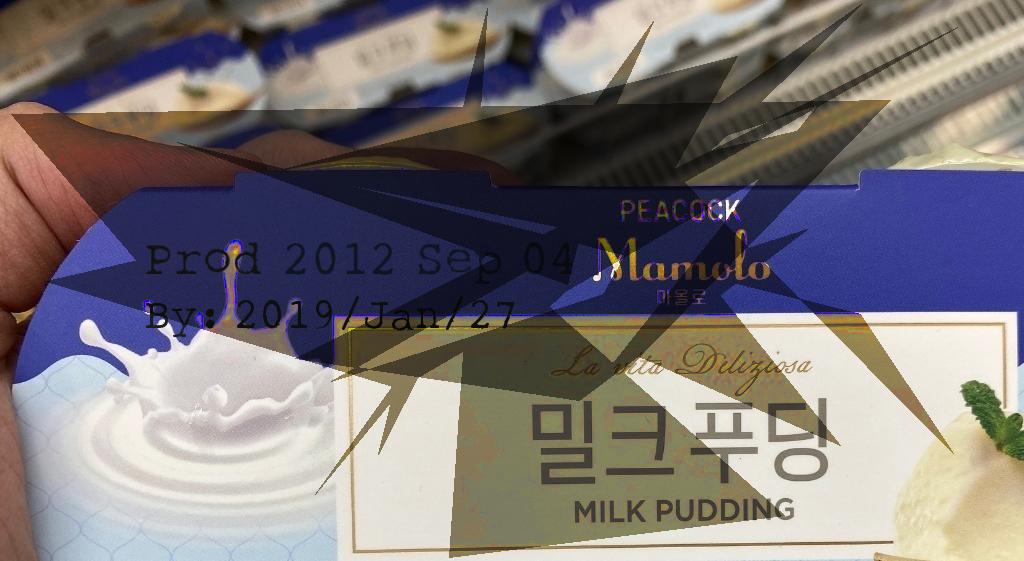 PEACOCK
Mamolo
마몰로
Prod 2012 Sep 04
By: 2019/Jan/27
La vita Diliziosa
밀크푸딩
MILK PUDDING